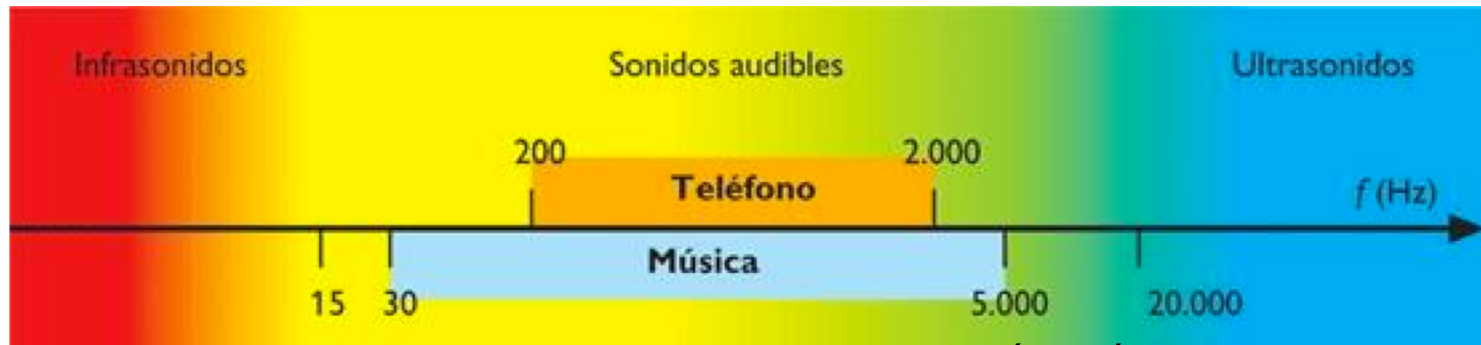 Infrasonidos Sonidos audibles Ultrasonidos
200 2.000
Teléfono f (Hz)
Música
15 30 5.000 20.000